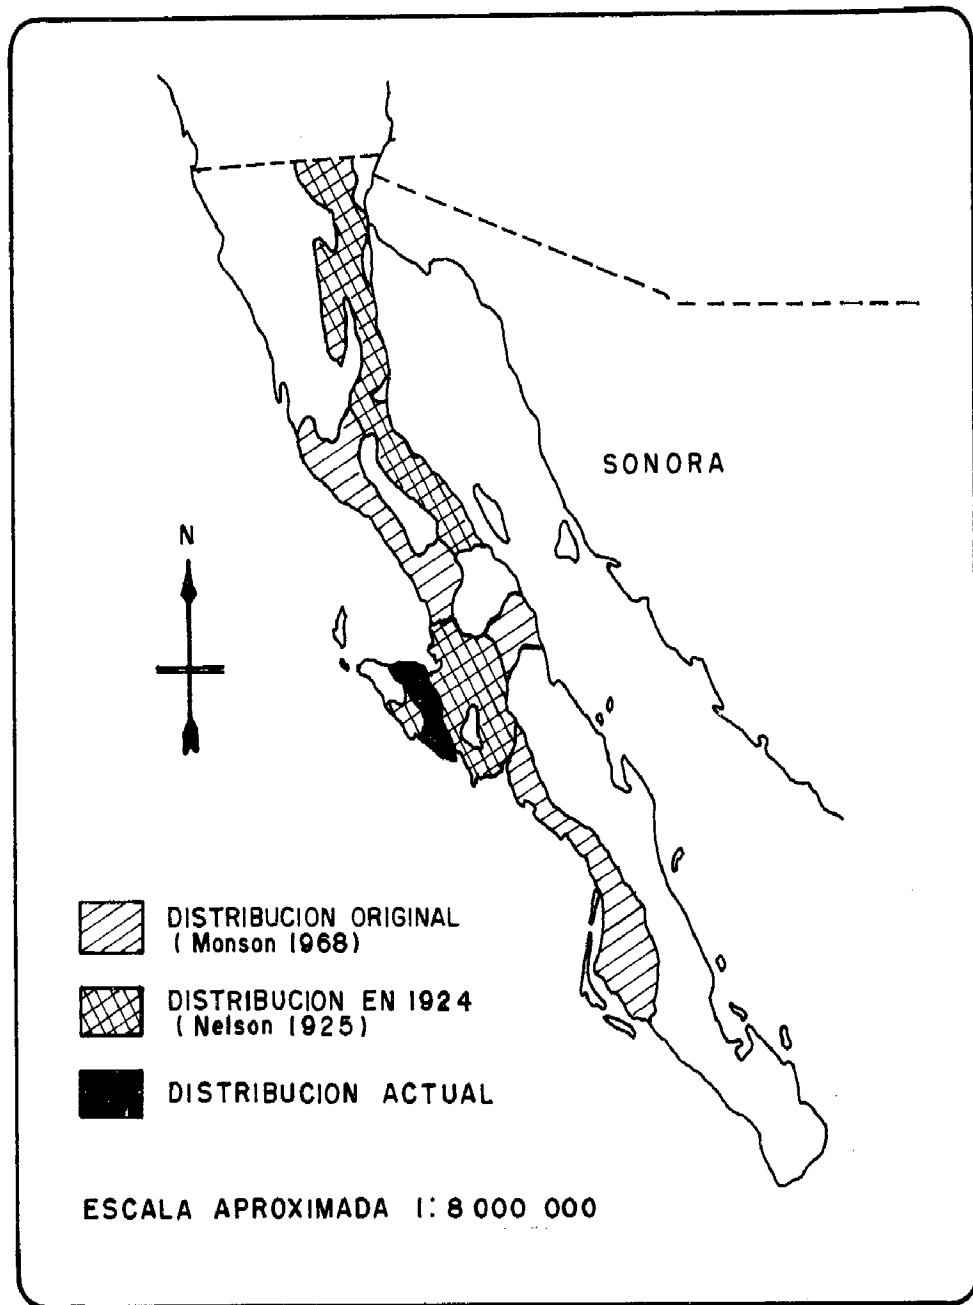 SONORA
N
DISTRIBUCION ORIGINAL
( Monson 1968)
DISTRIBUCION EN 1924
( Nelson 1925)
DISTRIBUCION ACTUAL
ESCALA APROXIMADA 1: 8 000 000